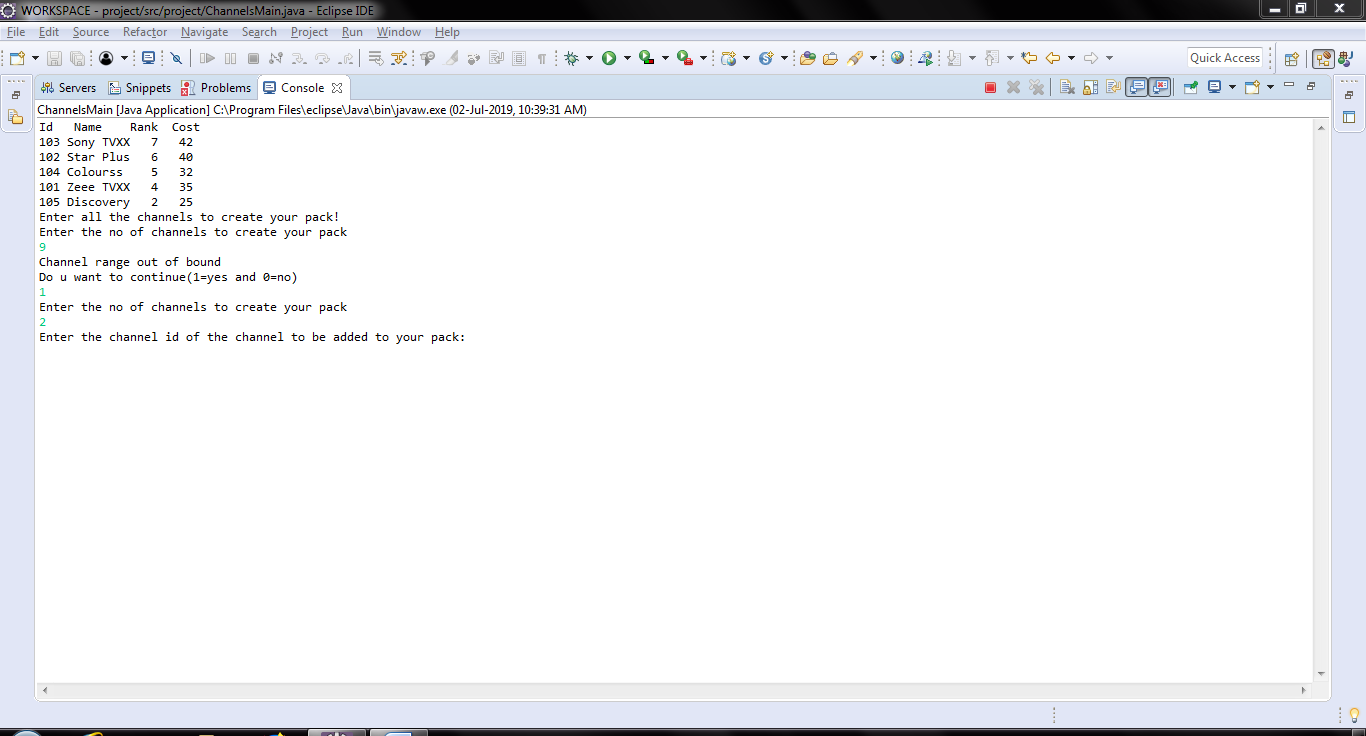 WORKSPACE - project/src/project/ChannelsMain.java - Eclipse IDE
File Edit Source Refactor Navigate Search Project Run Window Help
Quick Access
Servers Snippets Problems Console
ChannelsMain [Java Application] C:\Program Files\eclipse\Java\bin\javaw.exe (02-Jul-2019, 10:39:31 AM)
Id   Name    Rank  Cost
103 Sony TVXX   7   42
102 Star Plus   6   40
104 Colourss    5   32
101 Zeee TVXX   4   35
105 Discovery   2   25
Enter all the channels to create your pack!
Enter the no of channels to create your pack
9
Channel range out of bound
Do u want to continue(1=yes and 0=no)
1
Enter the no of channels to create your pack
2
Enter the channel id of the channel to be added to your pack: